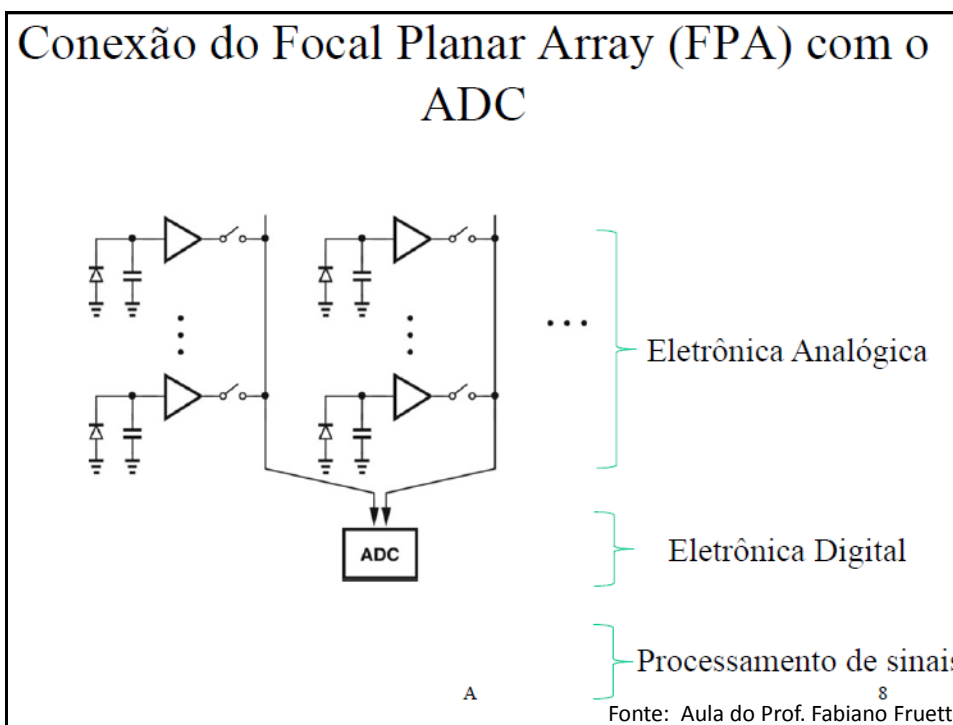 Conexão do Focal Planar Array (FPA) com o
ADC
Eletrônica Analógica
ADC
Eletrônica Digital
Processamento de sinais
A
8
Fonte: Aula do Prof. Fabiano Fruett